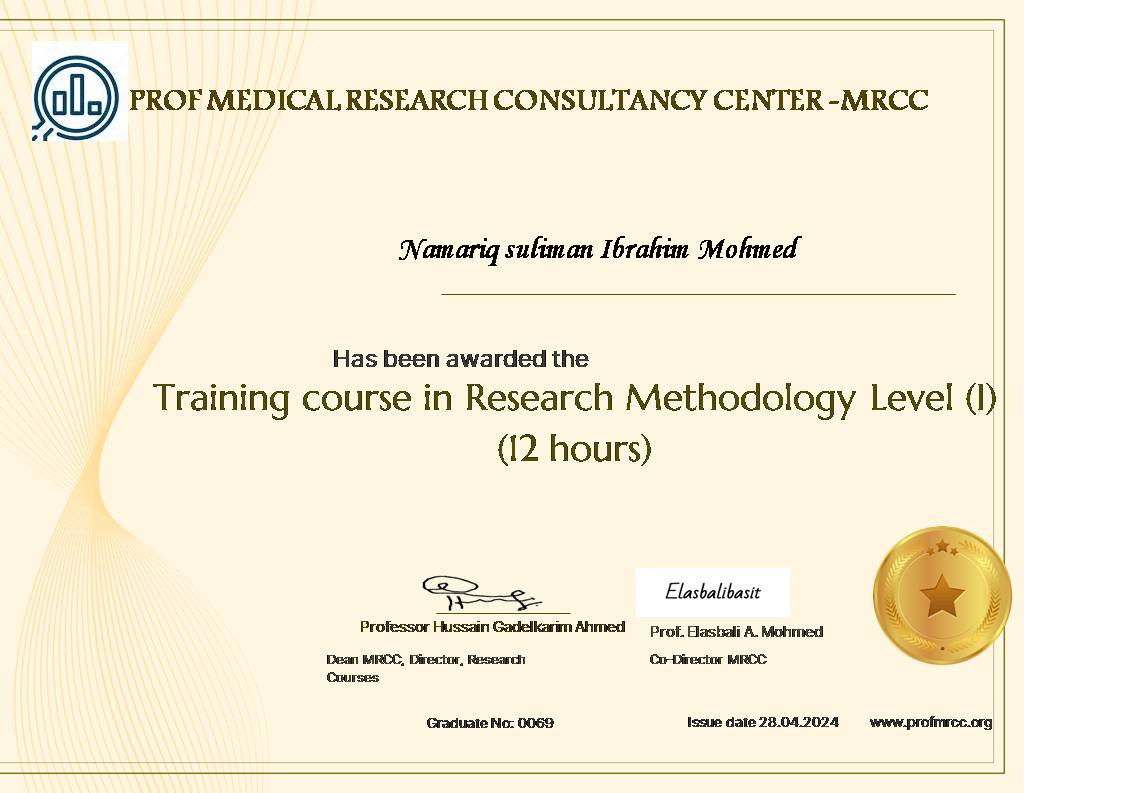 PROF MEDICAL RESEARCH CONSULTANCY CENTER -MRCC
Namariq suliman Ibrahim Mohmed
Has been awarded the
Training course in Research Methodology Level (I)
(12 hours)
Elasbalibasit
Professor Hussain Gadelkarim Ahmed
Prof. Elasbali A. Mohmed
Dean MRCC, Director, Research
Courses
Co-Director MRCC
Graduate No: 0069
Issue date 28.04.2024
www.profmrcc.org